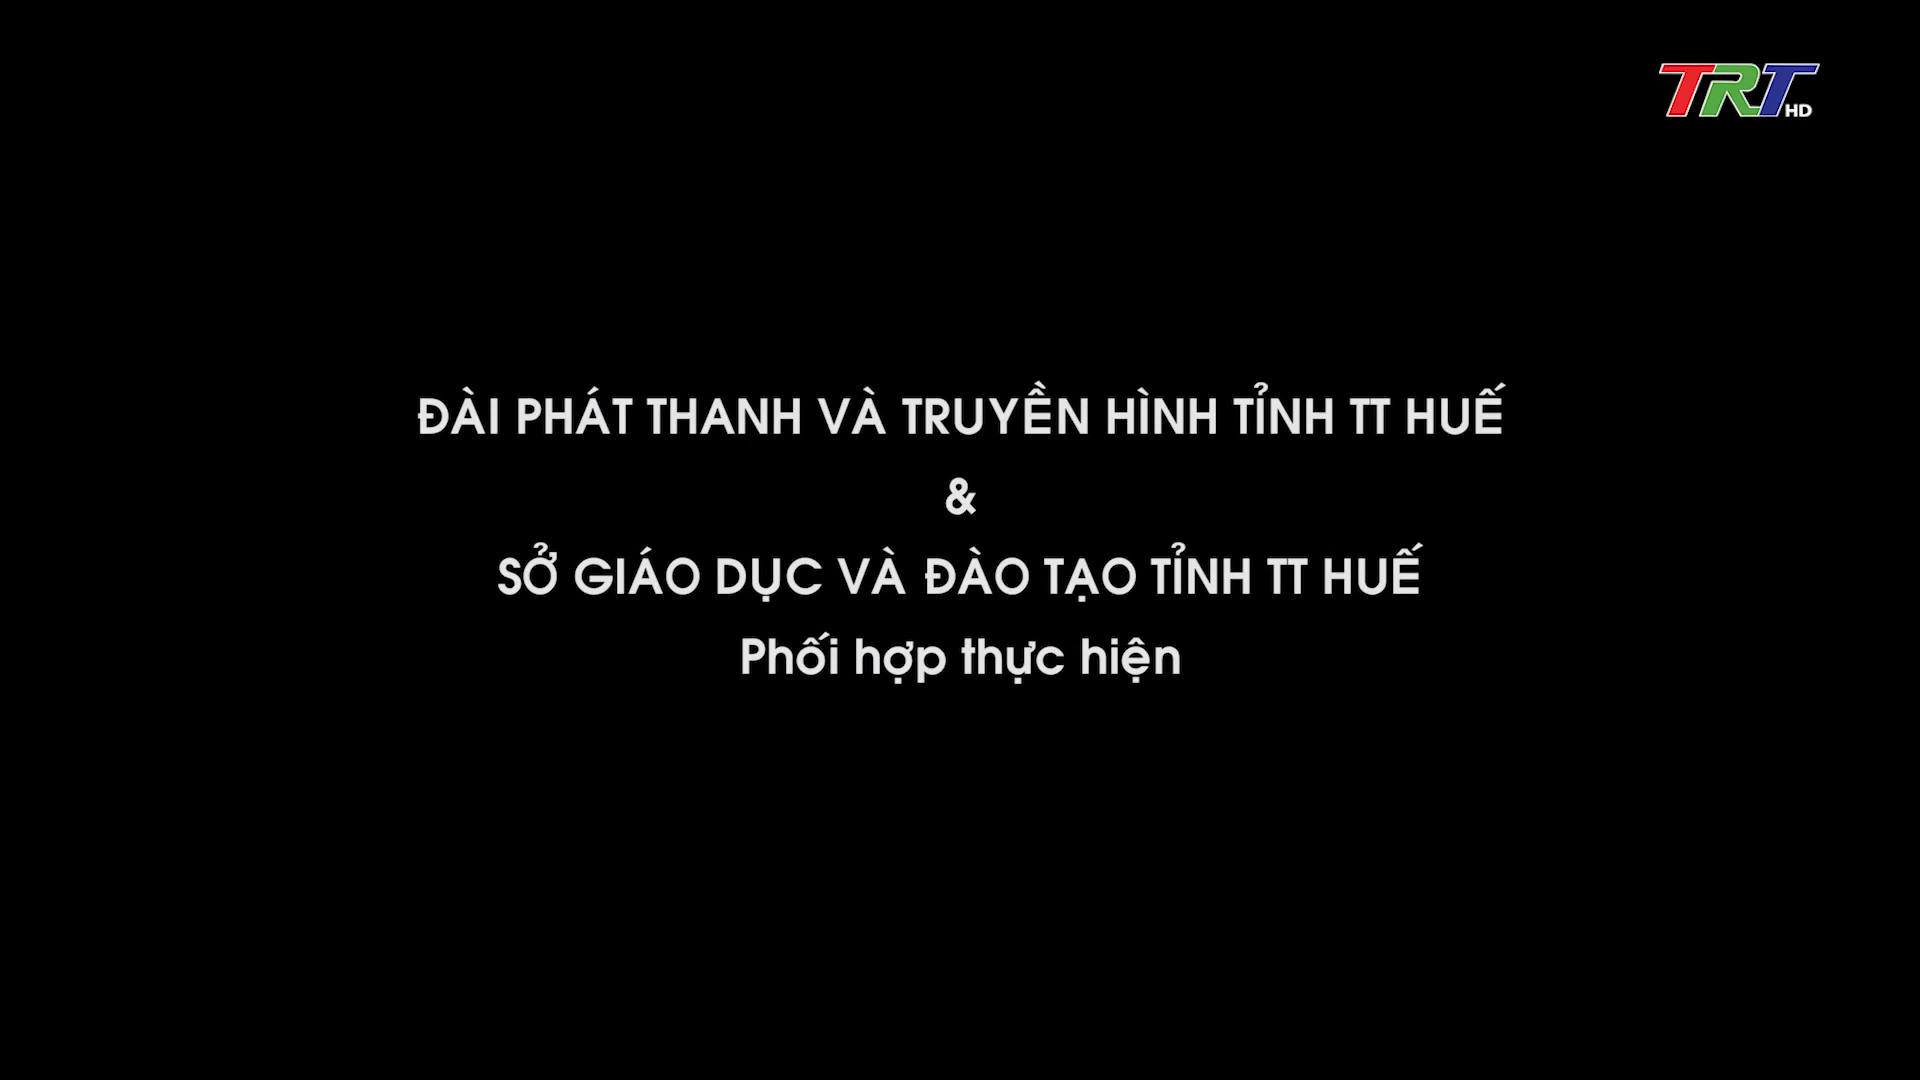 TRT HD
ĐÀI PHÁT THANH VÀ TRUYỀN HÌNH TỈNH TT HUẾ
&
SỞ GIÁO DỤC VÀ ĐÀO TẠO TỈNH TT HUẾ
Phối hợp thực hiện